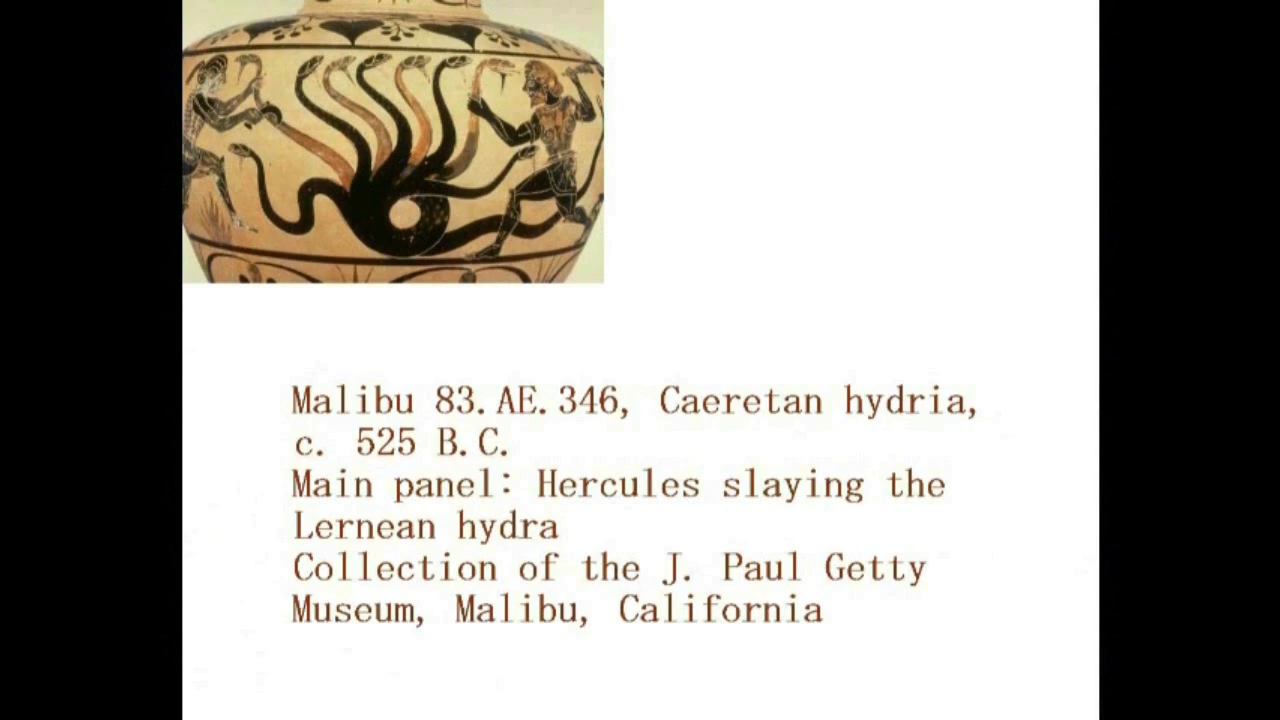 Malibu 83.AE.346, Caeretan hydria,
c. 525 B.C.
Main panel: Hercules slaying the
Lernean hydra
Collection of the J. Paul Getty
Museum, Malibu, California